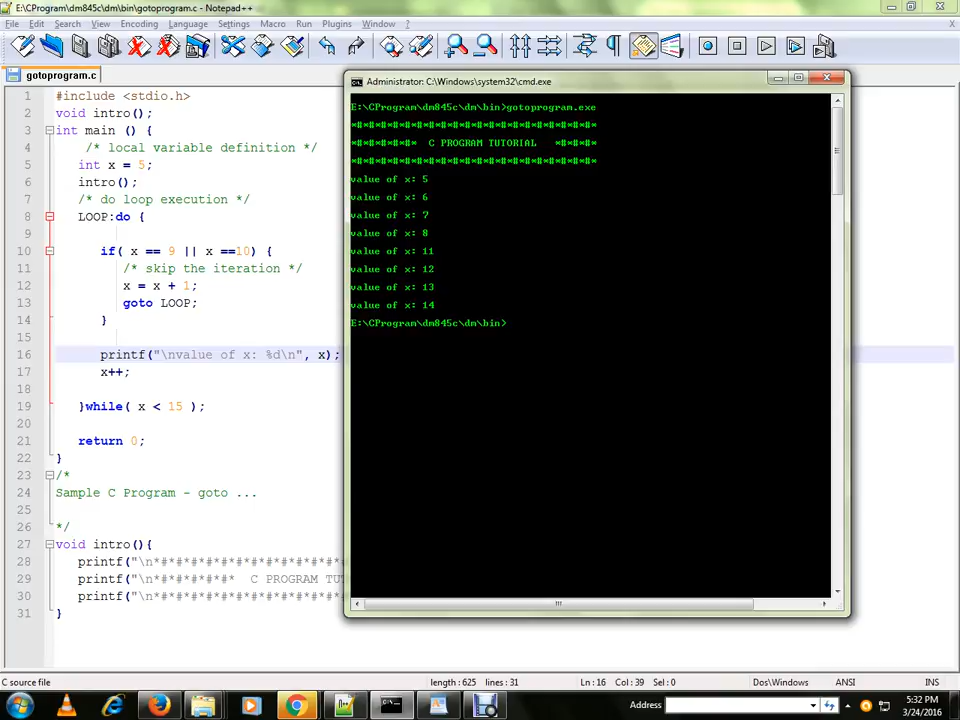 E:\CProgram\dm845c\dm\bin\gotoprogram.c - Notepad++
File Edit Search View Encoding Language Settings Macro Run Plugins Window ?
X
gotoprogram.c
1 #include <stdio.h>
2 void intro();
3 int main () {
4 /* local variable definition */
5 int x = 5;
6 intro();
7 /* do loop execution */
8 LOOP:do {
9
10 if( x == 9 || x ==10) {
11 /* skip the iteration */
12 x = x + 1;
13 goto LOOP;
14 }
15
16 printf("\nvalue of x: %d\n", x);
17 x++;
18
19 }while( x < 15 );
20
21 return 0;
22 }
23 /*
24 Sample C Program - goto ...
25
26 */
27 void intro(){
28 printf("\n*#*#*#*#*#*#*#*#*#*#*#*#*
29 printf("\n*#*#*#*#* C PROGRAM TUT
30 printf("\n*#*#*#*#*#*#*#*#*#*#*#*#*
31 }
Administrator: C:\Windows\system32\cmd.exe
E:\CProgram\dm845c\dm\bin>gotoprogram.exe
*#*#*#*#*#*#*#*#*#*#*#*#*#*#*#*#*#*#*#*#*
*#*#*#*#*#* C PROGRAM TUTORIAL *#*#*#*
*#*#*#*#*#*#*#*#*#*#*#*#*#*#*#*#*#*#*#*#*
value of x: 5
value of x: 6
value of x: 7
value of x: 8
value of x: 11
value of x: 12
value of x: 13
value of x: 14
E:\CProgram\dm845c\dm\bin>
C source file length : 625 lines : 31 Ln : 16 Col : 39 Sel : 0 Dos\Windows ANSI INS
Address
5:32 PM
3/24/2016